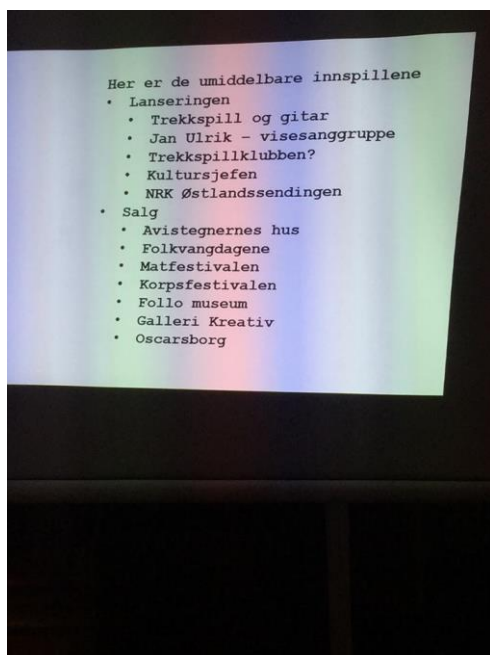 Her er de umiddelbare innspillene
• Lanseringen
• Trekkspill og gitar
• Jan Ulrik – visesanggruppe
• Trekkspillklubben?
• Kultursjefen
• NRK Østlandssendingen
• Salg
• Avistegnernes hus
• Folkvangdagene
• Matfestivalen
• Korpsfestivalen
• Follo museum
• Galleri Kreativ
• Oscarsborg